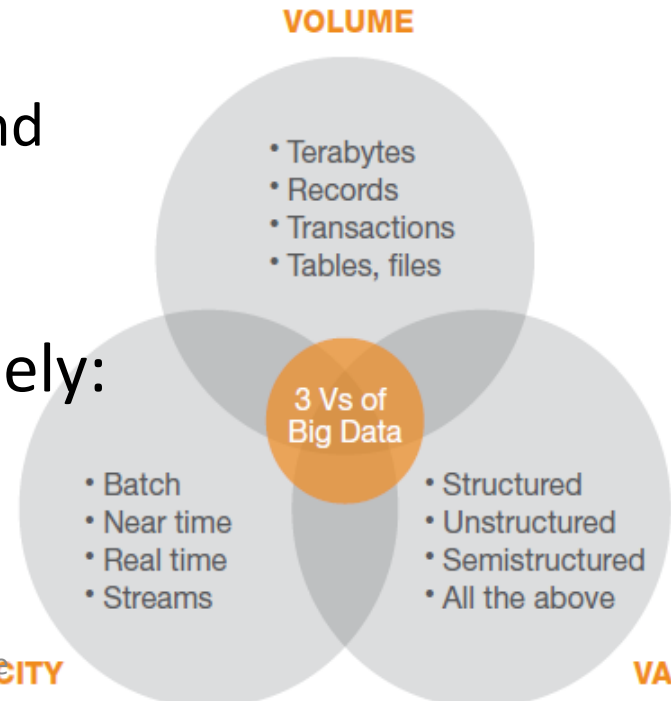 VOLUME
nd
• Terabytes
• Records
• Transactions
• Tables, files
ely:
3 Vs of
Big Data
• Batch
• Near time
• Real time
• Streams
• Structured
• Unstructured
• Semistructured
• All the above
CITY
VA